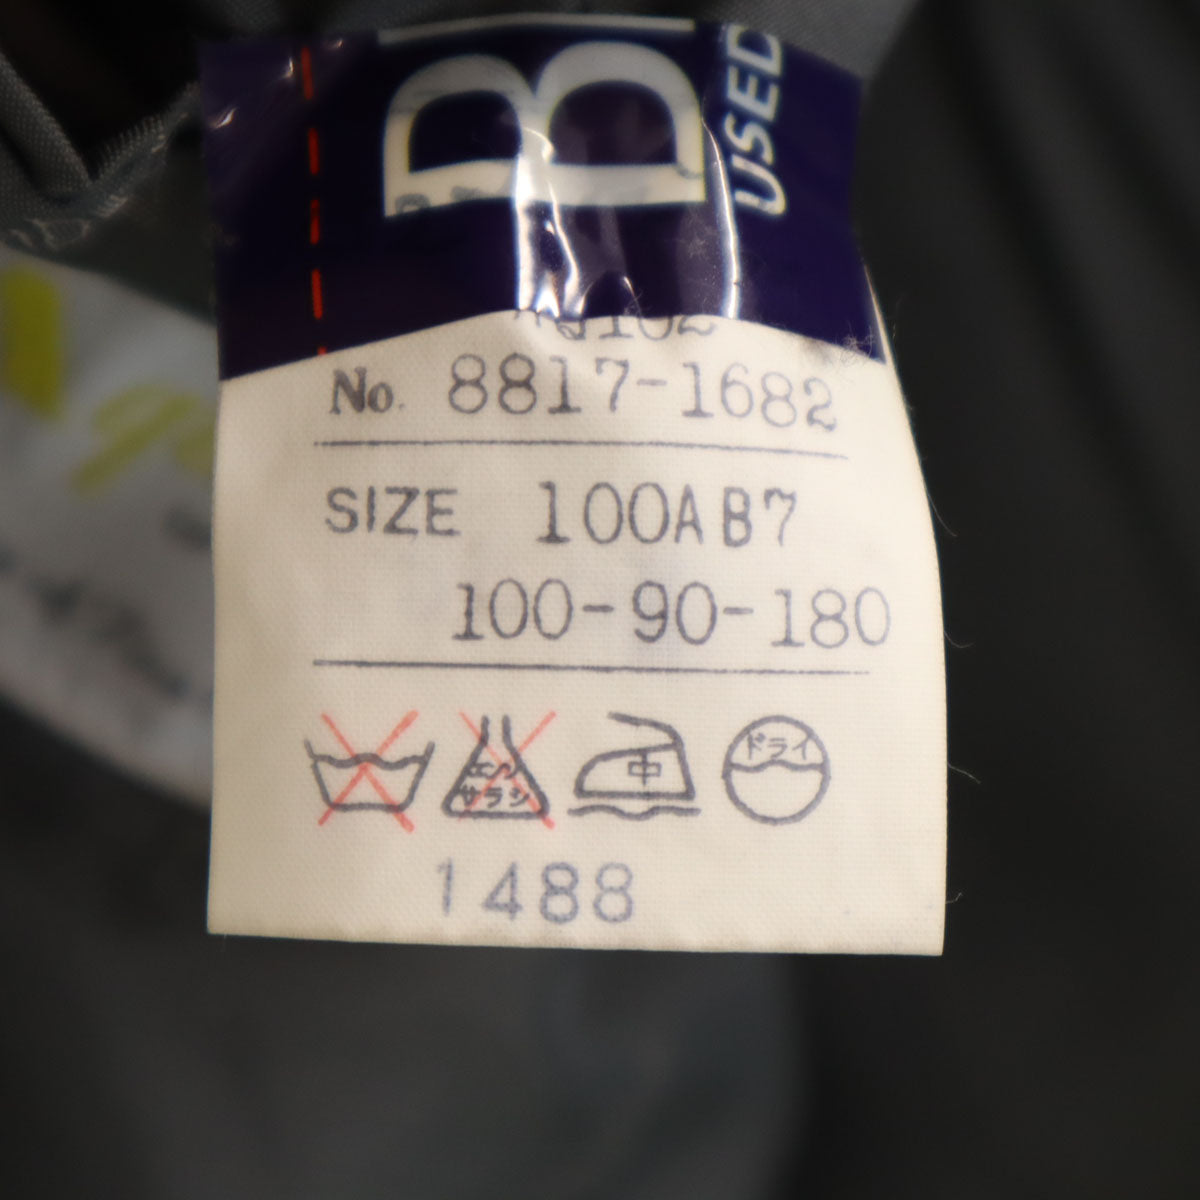 B
USED
No. 8817-1682
SIZE 100AB7
100-90-180
エンソ
サラシ
中
ドライ
1488